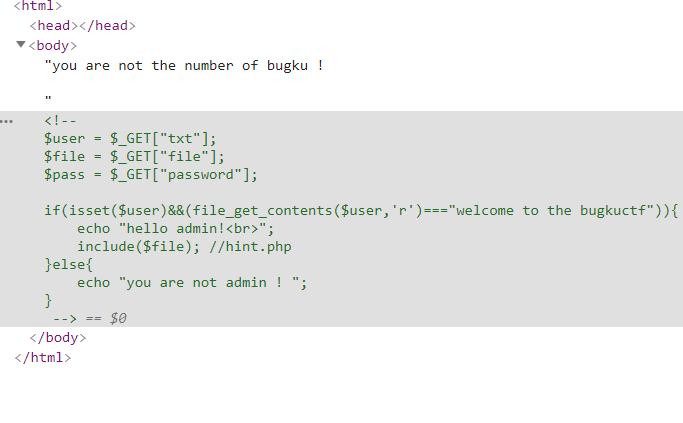 <html>
<head></head>
<body>
"you are not the number of bugku !
"
... <!--
$user = $_GET["txt"];
$file = $_GET["file"];
$pass = $_GET["password"];
if(isset($user)&&(file_get_contents($user,'r')==="welcome to the bugkuctf")){
echo "hello admin!<br>";
include($file); //hint.php
}else{
echo "you are not admin ! ";
}
--> == $0
</body>
</html>